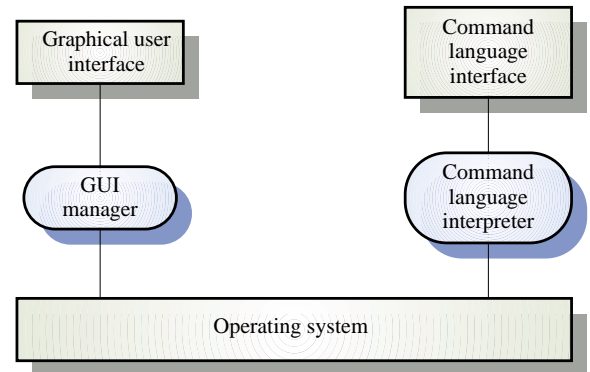 Graphical user
interface
Command
language
interface
GUI
manager
Command
language
interpreter
Operating system